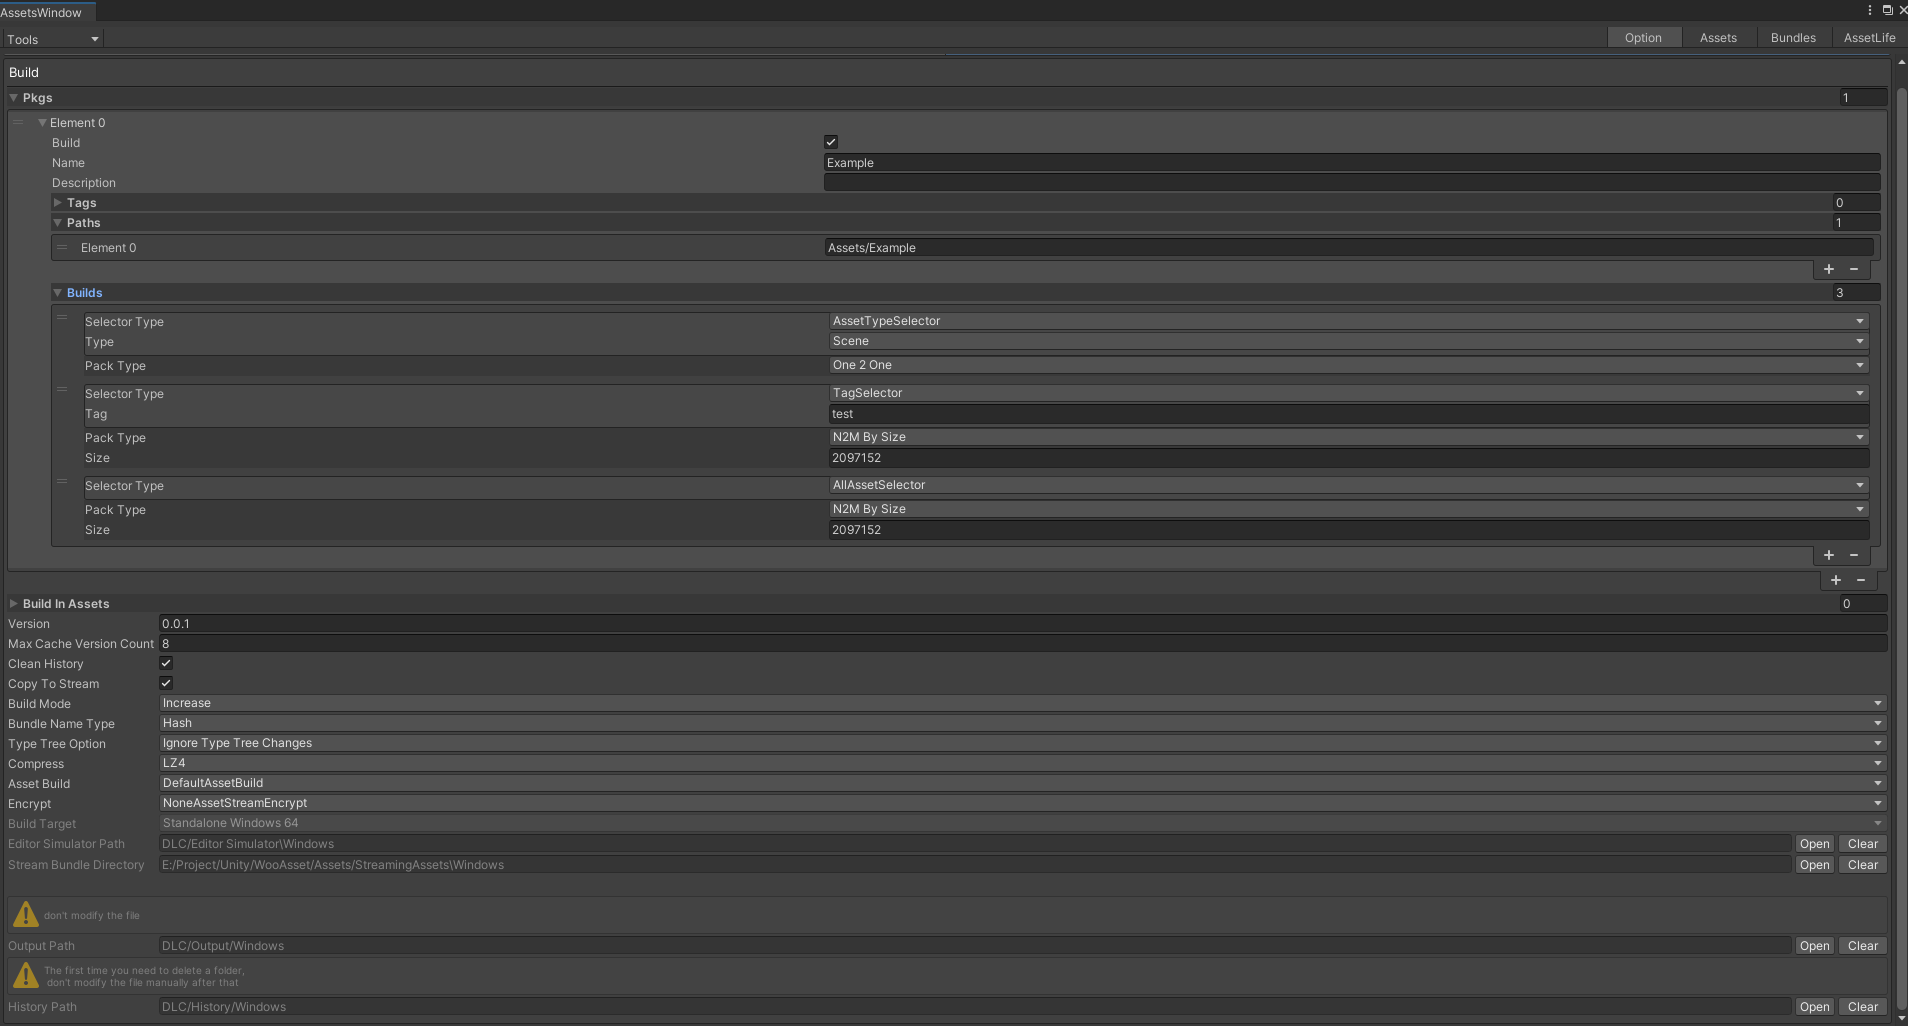 AssetsWindow
Tools
Option Assets Bundles AssetLife
Build
Pkgs 1
Element 0
Build
Name Example
Description
Tags 0
Paths 1
Element 0 Assets/Example
+ −
Builds 3
Selector Type AssetTypeSelector
Type Scene
Pack Type One 2 One
Selector Type TagSelector
Tag test
Pack Type N2M By Size
Size 2097152
Selector Type AllAssetSelector
Pack Type N2M By Size
Size 2097152
+ −
+ −
Build In Assets 0
Version 0.0.1
Max Cache Version Count 8
Clean History
Copy To Stream
Build Mode Increase
Bundle Name Type Hash
Type Tree Option Ignore Type Tree Changes
Compress LZ4
Asset Build DefaultAssetBuild
Encrypt NoneAssetStreamEncrypt
Build Target Standalone Windows 64
Editor Simulator Path DLC/Editor Simulator\Windows Open Clear
Stream Bundle Directory E:/Project/Unity/WooAsset/Assets/StreamingAssets\Windows Open Clear
don't modify the file
Output Path DLC/Output/Windows Open Clear
The first time you need to delete a folder,
don't modify the file manually after that
History Path DLC/History/Windows Open Clear